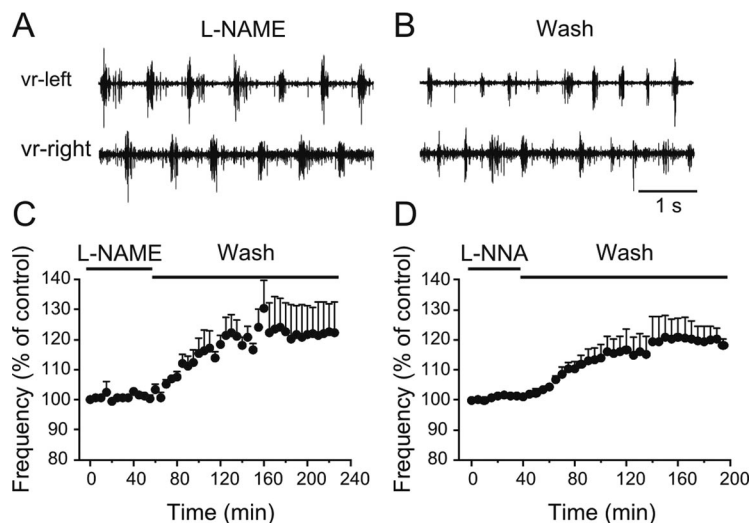 A
L-NAME
B
Wash
vr-left
vr-right
1 s
C
L-NAME
Wash
140
130
120
110
100
90
80
0 40 80 120 160 200 240
Frequency (% of control)
Time (min)
D
L-NNA
Wash
140
130
120
110
100
90
80
0 40 80 120 160 200
Frequency (% of control)
Time (min)